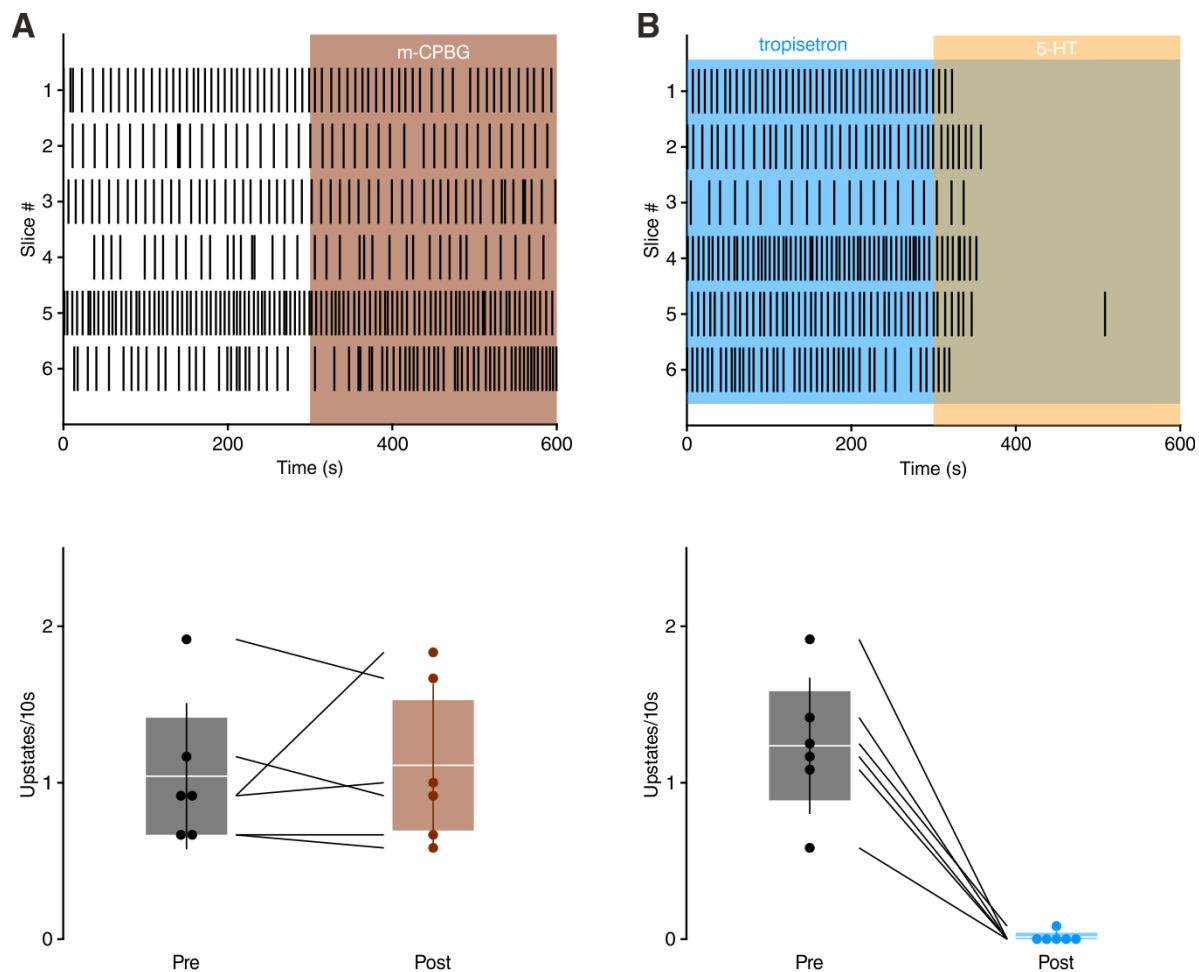 A
m-CPBG
Slice #
1
2
3
4
5
6
0
200
400
600
Time (s)
B
tropisetron
5-HT
Slice #
1
2
3
4
5
6
0
200
400
600
Time (s)
Upstates/10s
2
1
0
Pre
Post
Upstates/10s
2
1
0
Pre
Post